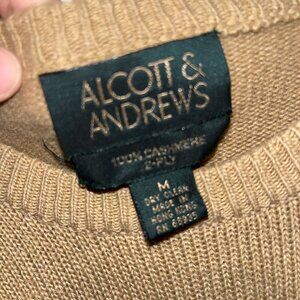 ALCOTT &
ANDREWS
100% CASHMERE
2-PLY
M
DRY CLEAN
MADE IN
HONG KONG